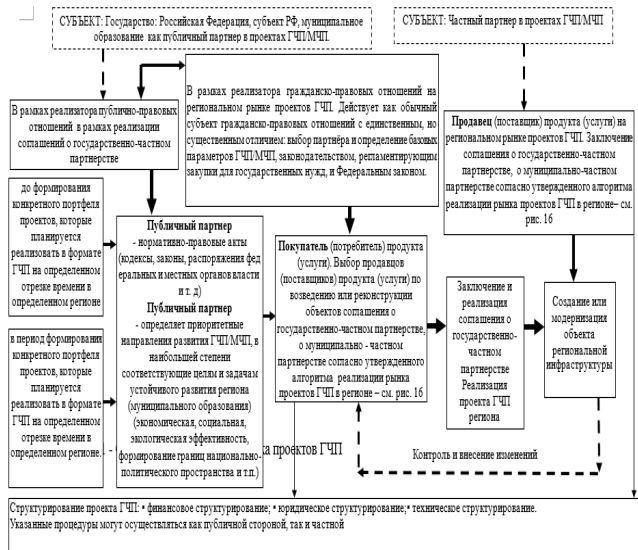 СУБЪЕКТ: Государство: Российская Федерация, субъект РФ, муниципальное
образование как публичный партнер в проектах ГЧП/МЧП.
СУБЪЕКТ: Частный партнер в проектах ГЧП/МЧП
В рамках реализатора публично-правовых
отношений в рамках реализации
соглашений о государственно-частном
партнерстве
В рамках реализатора гражданско-правовых отношений на
региональном рынке проектов ГЧП. Действует как обычный
субъект гражданско-правовых отношений с единственным, но
существенным отличием: выбор партнёра и определение базовых
параметров ГЧП/МЧП, законодательством, регламентирующим
закупки для государственных нужд, и Федеральным законом.
Продавец (поставщик) продукта (услуги) на
региональном рынке проектов ГЧП. Заключение
соглашения о государственно-частном
партнерстве, о муниципально-частном
партнерстве согласно утвержденного алгоритма
реализации рынка проектов ГЧП в регионе– см.
рис. 16
до формирования
конкретного портфеля
проектов, которые
планируется
реализовать в формате
ГЧП на определенном
отрезке времени в
определенном регионе
Публичный партнер
- нормативно-правовые акты
(кодексы, законы, распоряжения фед
еральных и местных органов власти
и т. д)
Публичный партнер
- определяет приоритетные
направления развития ГЧП/МЧП, в
наибольшей степени
соответствующие целям и задачам
устойчивого развития региона
(муниципального образования)
(экономическая, социальная,
экологическая эффективность,
формирование границ национально-
политического пространства и т.п.)
Покупатель (потребитель) продукта
(услуги). Выбор продавцов
(поставщиков) продукта (услуги) по
возведению или реконструкции
объектов соглашения о
государственно-частном партнерстве,
о муниципально - частном
партнерстве согласно утвержденного
алгоритма реализации рынка
проектов ГЧП в регионе – см. рис. 16
Заключение и
реализация
соглашения о
государственно-
частном
партнерстве
Реализация
проекта ГЧП
региона
Создание или
модернизация
объекта
региональной
инфраструктуры
в период формирования
конкретного портфеля
проектов, которые
планируется
реализовать в формате
ГЧП на определенном
отрезке времени в
определенном регионе.
ка проектов ГЧП
Контроль и внесение изменений
Структурирование проекта ГЧП: ▪ финансовое структурирование; ▪ юридическое структурирование;▪ техническое структурирование.
Указанные процедуры могут осуществляться как публичной стороной, так и частной